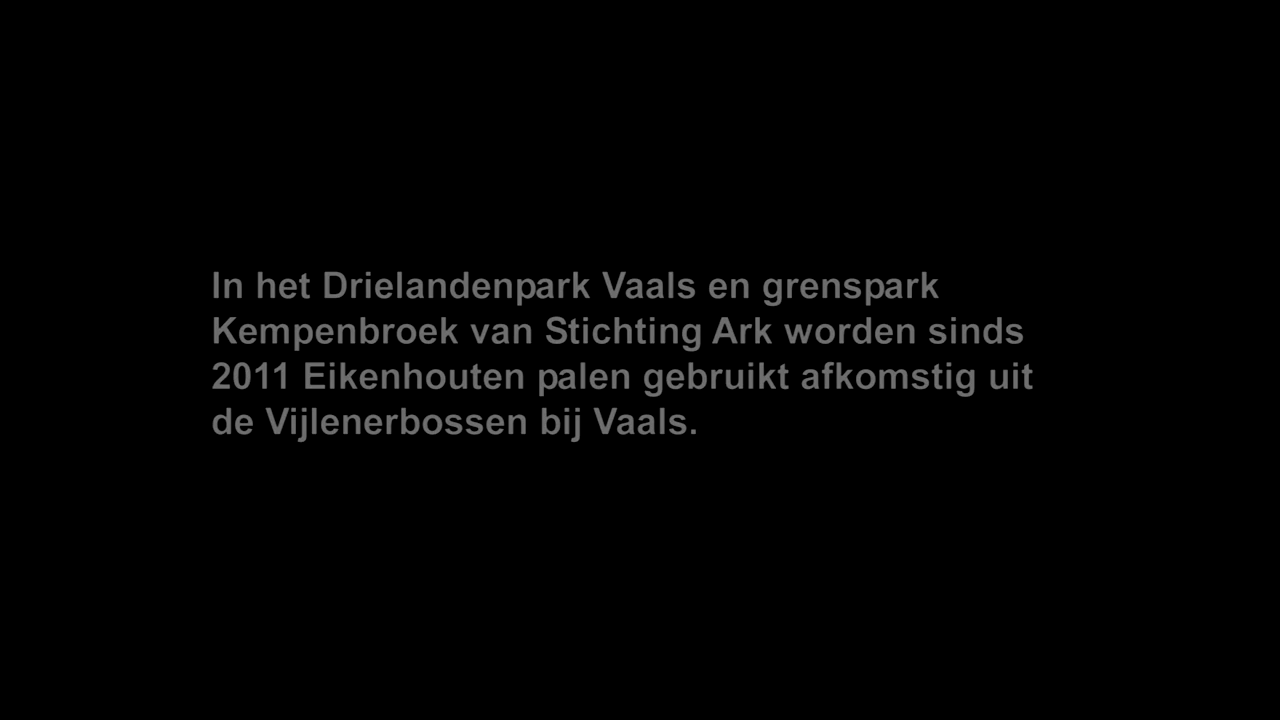 In het Drielandenpark Vaals en grenspark
Kempenbroek van Stichting Ark worden sinds
2011 Eikenhouten palen gebruikt afkomstig uit
de Vijlenerbossen bij Vaals.